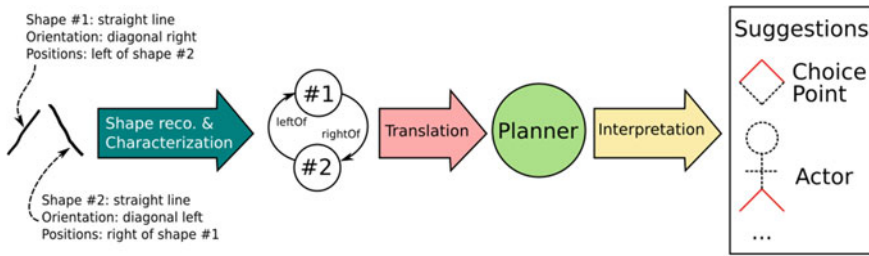 Shape #1: straight line
Orientation: diagonal right
Positions: left of shape #2
Shape reco. &
Characterization
#1
leftOf
rightOf
#2
Translation
Planner
Interpretation
Suggestions
Choice
Point
Actor
...
Shape #2: straight line
Orientation: diagonal left
Positions: right of shape #1